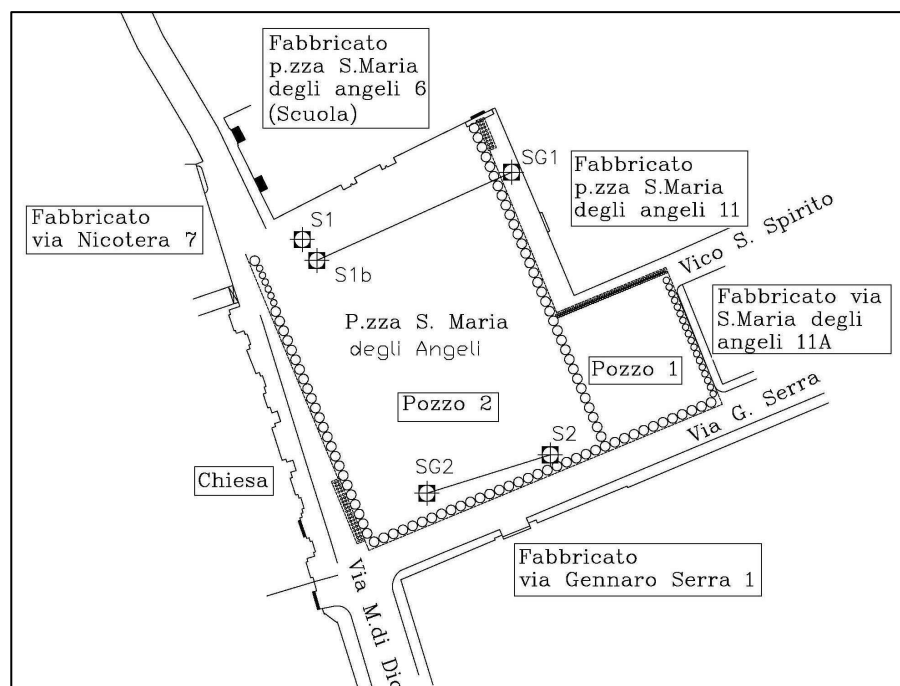 Fabbricato
p.zza S.Maria
degli angeli 6
(Scuola)
SG1
Fabbricato
p.zza S.Maria
degli angeli 11
Fabbricato
via Nicotera 7
S1
S1b
Vico S. Spirito
Fabbricato via
S.Maria degli
angeli 11A
P.zza S. Maria
degli Angeli
Pozzo 1
Pozzo 2
Via G. Serra
S2
SG2
Chiesa
Fabbricato
via Gennaro Serra 1
Via M.di Dic